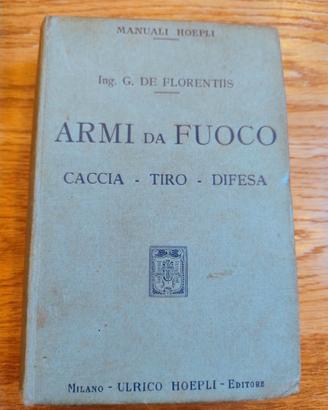 MANUALI HOEPLI
Ing. G. DE FLORENTIIS
ARMI DA FUOCO
CACCIA - TIRO - DIFESA
MILANO - ULRICO HOEPLI - EDITORE